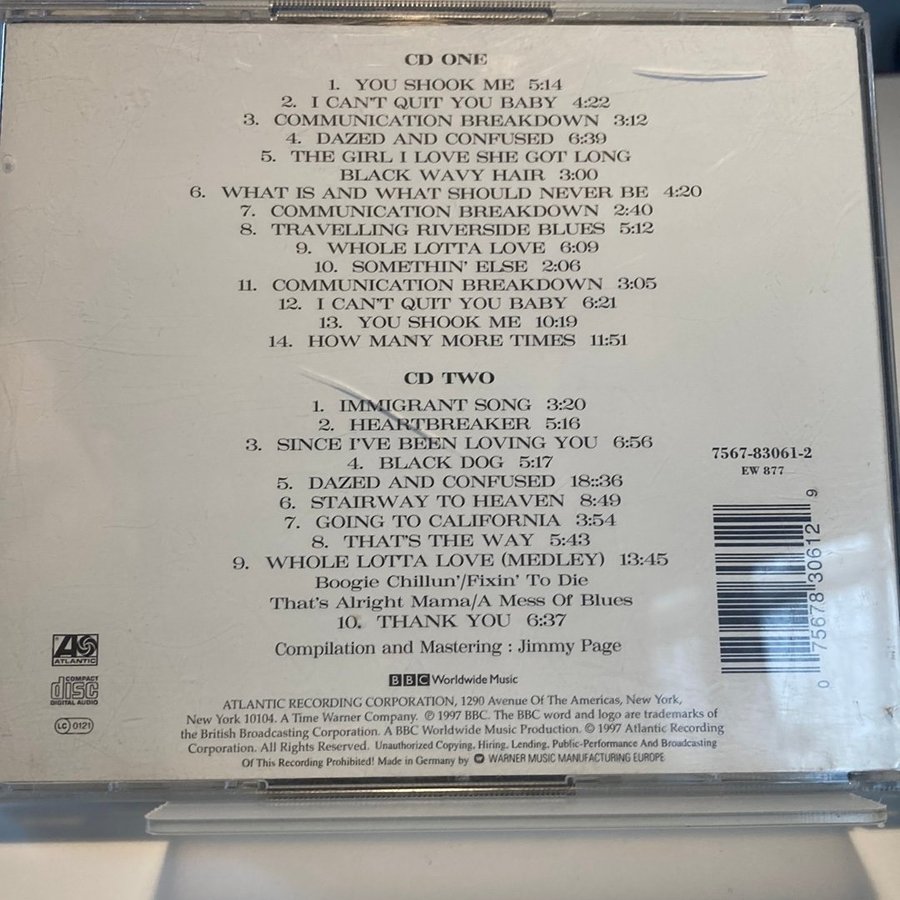 CD ONE
1. YOU SHOOK ME 5:14
2. I CAN'T QUIT YOU BABY 4:22
3. COMMUNICATION BREAKDOWN 3:12
4. DAZED AND CONFUSED 6:39
5. THE GIRL I LOVE SHE GOT LONG
BLACK WAVY HAIR 3:00
6. WHAT IS AND WHAT SHOULD NEVER BE 4:20
7. COMMUNICATION BREAKDOWN 2:40
8. TRAVELLING RIVERSIDE BLUES 5:12
9. WHOLE LOTTA LOVE 6:09
10. SOMETHIN' ELSE 2:06
11. COMMUNICATION BREAKDOWN 3:05
12. I CAN'T QUIT YOU BABY 6:21
13. YOU SHOOK ME 10:19
14. HOW MANY MORE TIMES 11:51
CD TWO
1. IMMIGRANT SONG 3:20
2. HEARTBREAKER 5:16
3. SINCE I'VE BEEN LOVING YOU 6:56
4. BLACK DOG 5:17
5. DAZED AND CONFUSED 18::36
6. STAIRWAY TO HEAVEN 8:49
7. GOING TO CALIFORNIA 3:54
8. THAT'S THE WAY 5:43
9. WHOLE LOTTA LOVE (MEDLEY) 13:45
Boogie Chillun'/Fixin' To Die
That's Alright Mama/A Mess Of Blues
10. THANK YOU 6:37
Compilation and Mastering : Jimmy Page
7567-83061-2
EW 877
0 75678 30612 9
ATLANTIC
COMPACT
disc
DIGITAL AUDIO
LC 0121
BBC Worldwide Music
ATLANTIC RECORDING CORPORATION, 1290 Avenue Of The Americas, New York,
New York 10104. A Time Warner Company. ℗ 1997 BBC. The BBC word and logo are trademarks of
the British Broadcasting Corporation. A BBC Worldwide Music Production. © 1997 Atlantic Recording
Corporation. All Rights Reserved. Unauthorized Copying, Hiring, Lending, Public-Performance And Broadcasting
Of This Recording Prohibited! Made in Germany by WARNER MUSIC MANUFACTURING EUROPE